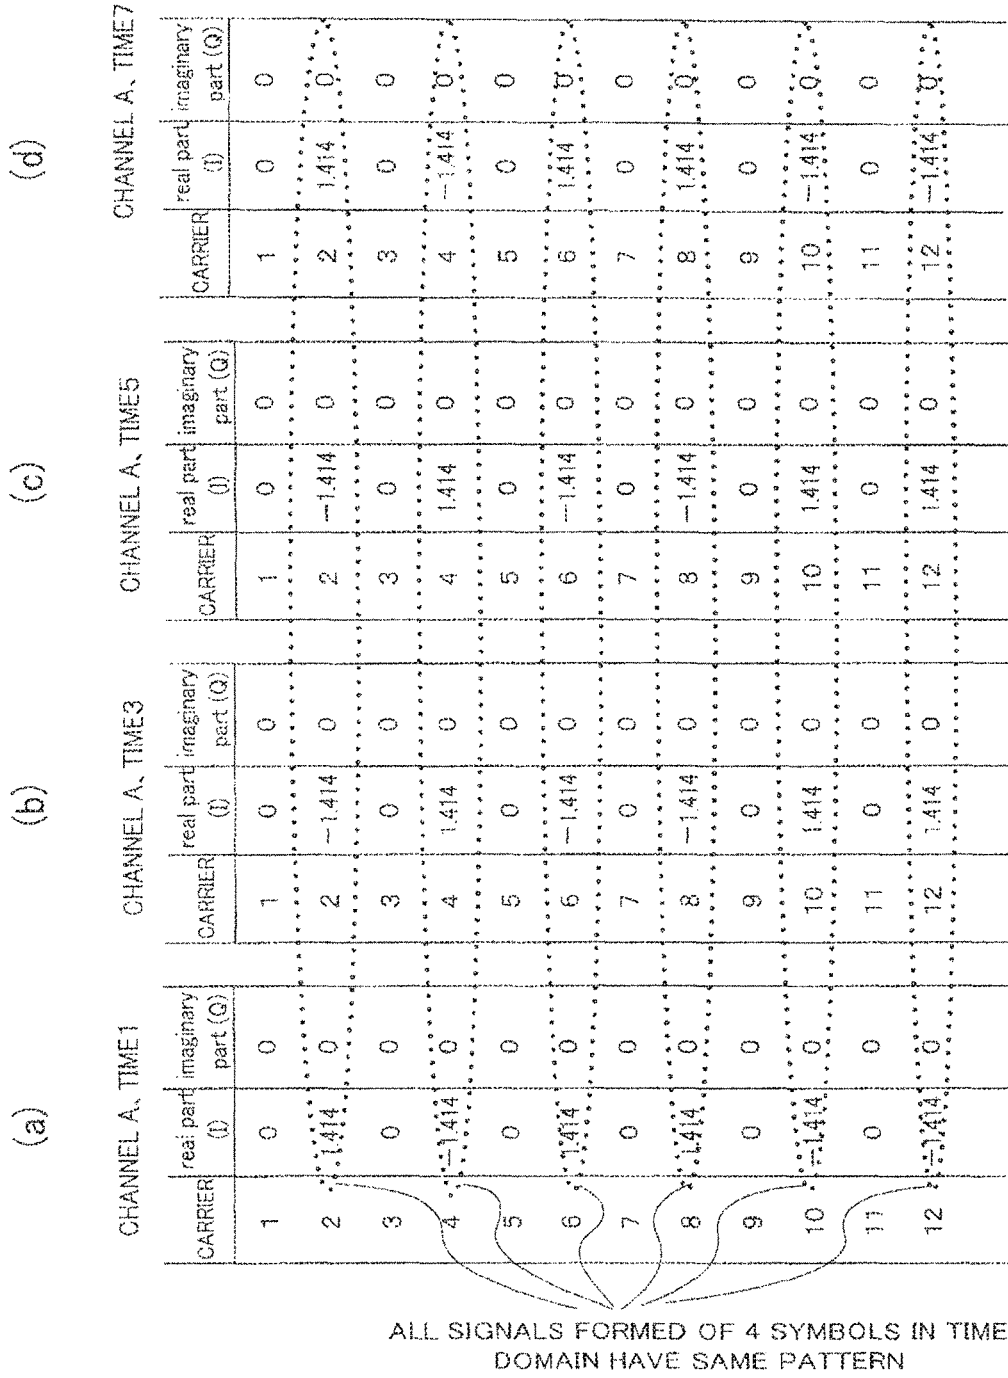 (a)
CHANNEL A、TIME1
CARRIER real part (I) imaginary part (Q)
1 0 0
2 1.414 0
3 0 0
4 −1.414 0
5 0 0
6 1.414 0
7 0 0
8 1.414 0
9 0 0
10 −1.414 0
11 0 0
12 −1.414 0
(b)
CHANNEL A、TIME3
CARRIER real part (I) imaginary part (Q)
1 0 0
2 −1.414 0
3 0 0
4 1.414 0
5 0 0
6 −1.414 0
7 0 0
8 −1.414 0
9 0 0
10 1.414 0
11 0 0
12 1.414 0
(c)
CHANNEL A、TIME5
CARRIER real part (I) imaginary part (Q)
1 0 0
2 −1.414 0
3 0 0
4 1.414 0
5 0 0
6 −1.414 0
7 0 0
8 −1.414 0
9 0 0
10 1.414 0
11 0 0
12 1.414 0
(d)
CHANNEL A、TIME7
CARRIER real part (I) imaginary part (Q)
1 0 0
2 1.414 0
3 0 0
4 −1.414 0
5 0 0
6 1.414 0
7 0 0
8 1.414 0
9 0 0
10 −1.414 0
11 0 0
12 −1.414 0
ALL SIGNALS FORMED OF 4 SYMBOLS IN TIME
DOMAIN HAVE SAME PATTERN